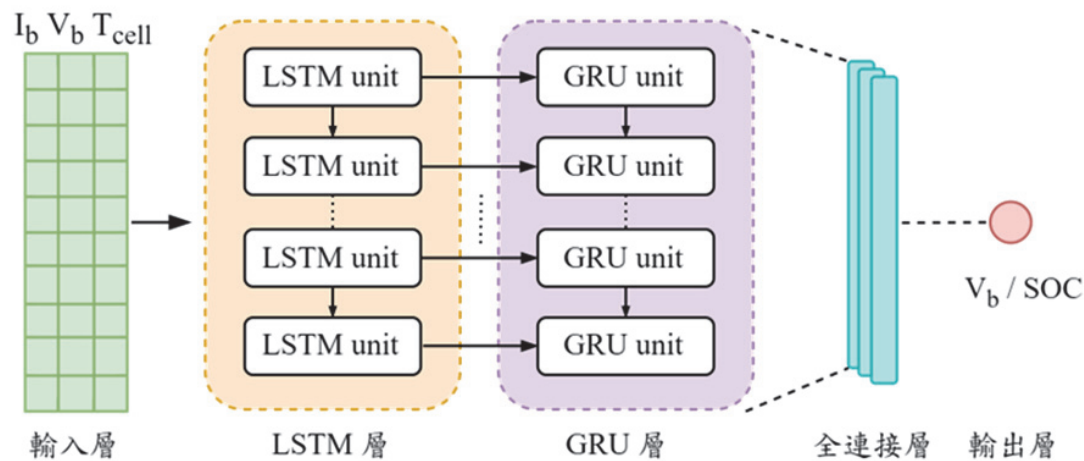 I_b V_b T_cell
LSTM unit
GRU unit
LSTM unit
GRU unit
LSTM unit
GRU unit
LSTM unit
GRU unit
V_b / SOC
輸入層
LSTM 層
GRU 層
全連接層
輸出層